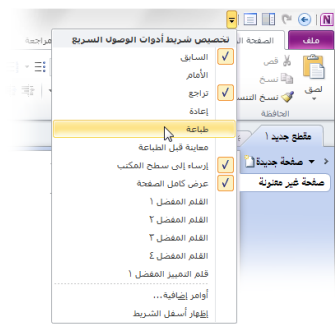 ملف
الصفحة الر
مراجعة
قص
نسخ
نسخ التنس
لصق
الحافظة
مقطع جديد ١
صفحة جديدة
صفحة غير معنونة
تخصيص شريط أدوات الوصول السريع
السابق
الأمام
تراجع
إعادة
طباعة
معاينة قبل الطباعة
إرساء إلى سطح المكتب
عرض كامل الصفحة
القلم المفضل ١
القلم المفضل ٢
القلم المفضل ٣
القلم المفضل ٤
قلم التمييز المفضل ١
أوامر إضافية...
إظهار أسفل الشريط